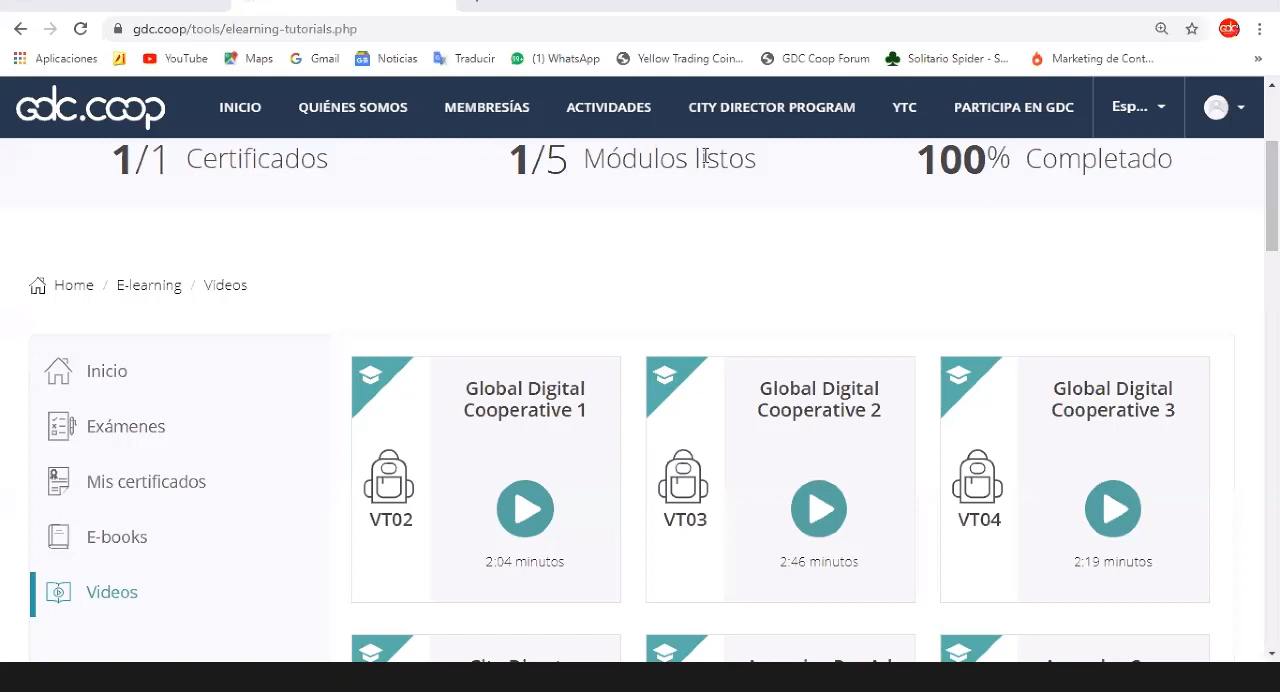 gdc.coop/tools/elearning-tutorials.php
Aplicaciones YouTube Maps Gmail Noticias Traducir (1) WhatsApp Yellow Trading Coin... GDC Coop Forum Solitario Spider - S... Marketing de Cont... »
gdc.coop INICIO QUIÉNES SOMOS MEMBRESÍAS ACTIVIDADES CITY DIRECTOR PROGRAM YTC PARTICIPA EN GDC Esp...
1/1 Certificados 1/5 Módulos listos 100% Completado
Home / E-learning / Videos
Inicio
Exámenes
Mis certificados
E-books
Videos
Global Digital
Cooperative 1
VT02
2:04 minutos
Global Digital
Cooperative 2
VT03
2:46 minutos
Global Digital
Cooperative 3
VT04
2:19 minutos